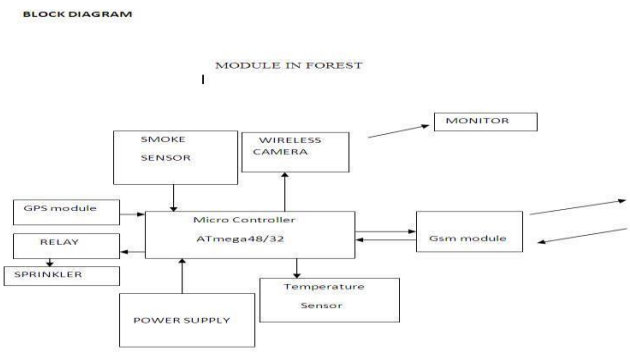 BLOCK DIAGRAM
MODULE IN FOREST
MONITOR
SMOKE
SENSOR
WIRELESS
CAMERA
GPS module
Micro Controller
ATmega48/32
Gsm module
RELAY
SPRINKLER
Temperature
Sensor
POWER SUPPLY